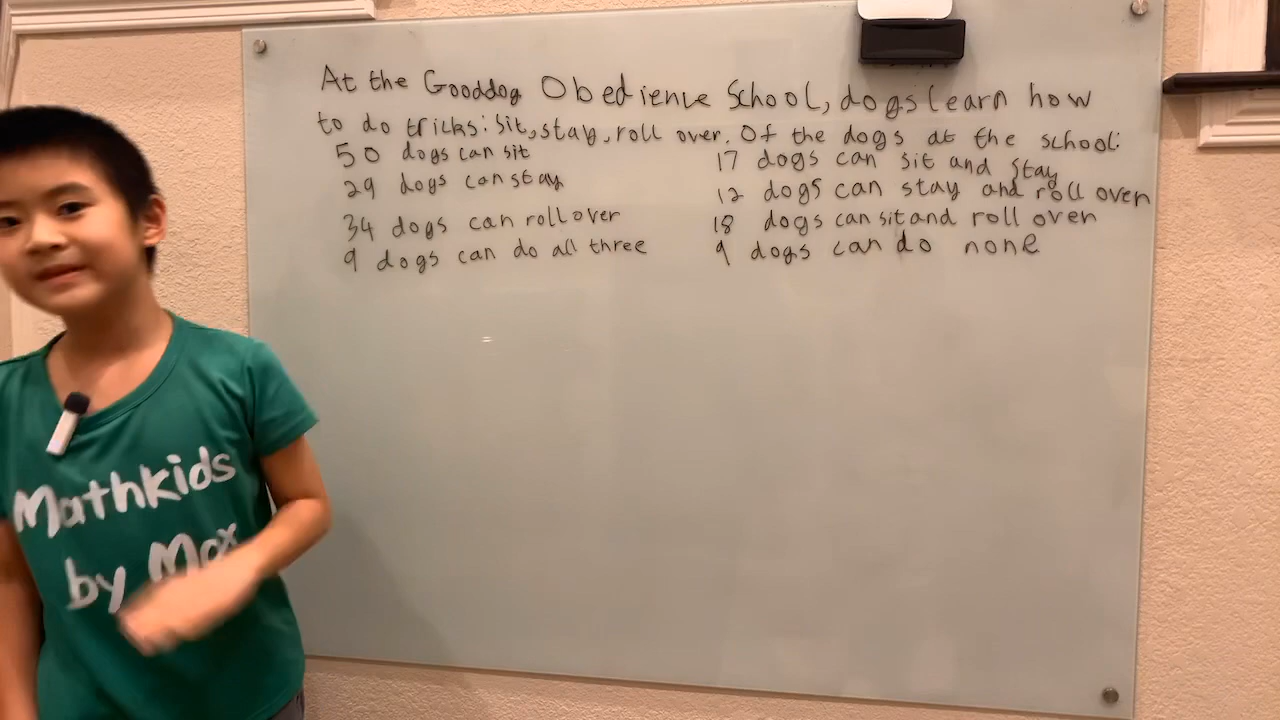 At the Gooddog Obedience School, dogs learn how
to do tricks: sit, stay, roll over. Of the dogs at the school:
50 dogs can sit
29 dogs can stay
34 dogs can roll over
9 dogs can do all three
17 dogs can sit and stay
12 dogs can stay and roll over
18 dogs can sit and roll over
9 dogs can do none
Mathkids
by Max